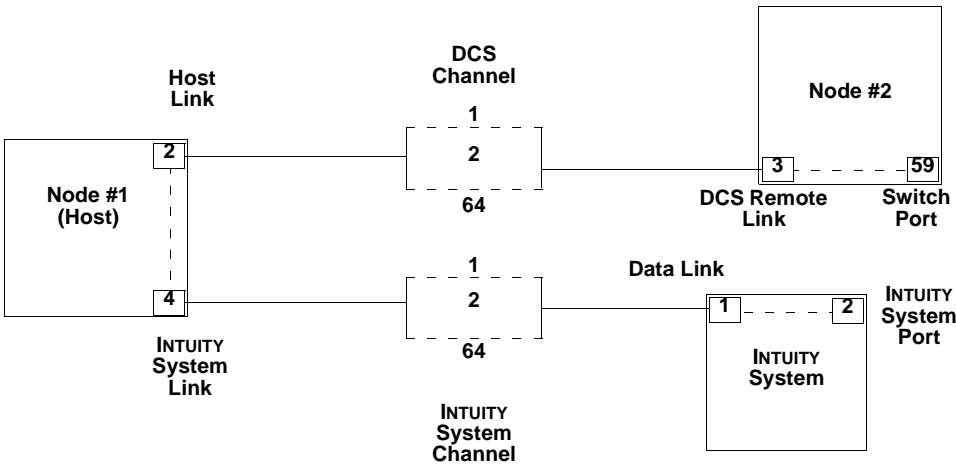 Host
Link
DCS
Channel
1
2
64
Node #2
3
59
DCS Remote
Link
Switch
Port
2
Node #1
(Host)
4
INTUITY
System
Link
1
2
64
INTUITY
System
Channel
Data Link
1
2
INTUITY
System
Port
INTUITY
System